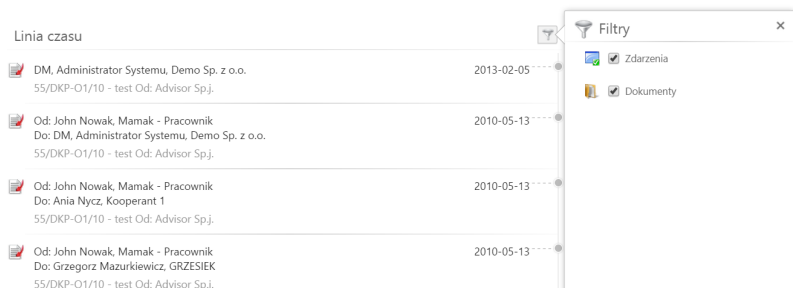 Linia czasu
DM, Administrator Systemu, Demo Sp. z o.o.
2013-02-05
55/DKP-O1/10 - test Od: Advisor Sp.j.
Od: John Nowak, Mamak - Pracownik
2010-05-13
Do: DM, Administrator Systemu, Demo Sp. z o.o.
55/DKP-O1/10 - test Od: Advisor Sp.j.
Od: John Nowak, Mamak - Pracownik
2010-05-13
Do: Ania Nycz, Kooperant 1
55/DKP-O1/10 - test Od: Advisor Sp.j.
Od: John Nowak, Mamak - Pracownik
2010-05-13
Do: Grzegorz Mazurkiewicz, GRZESIEK
55/DKP-O1/10 - test Od: Advisor Sp.j.
Filtry
Zdarzenia
Dokumenty